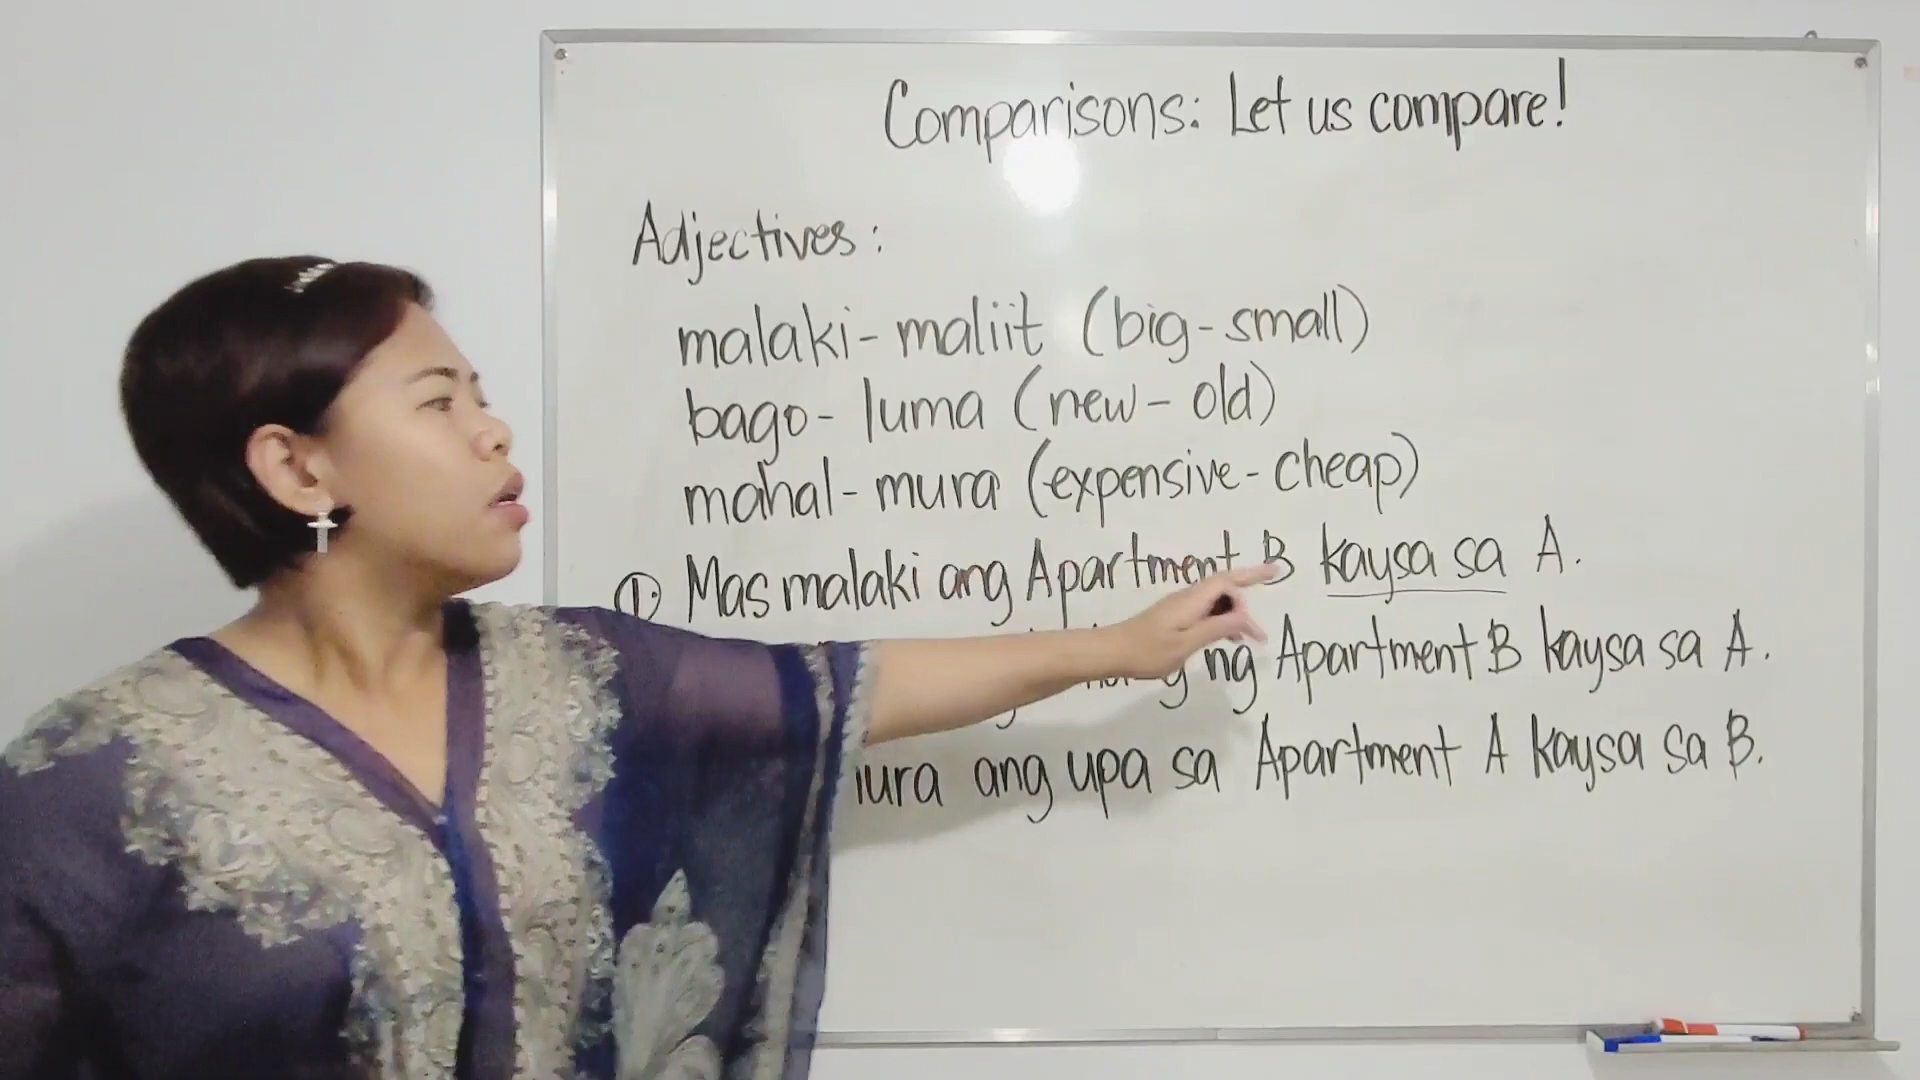 Comparisons: Let us compare!
Adjectives:
malaki - maliit (big - small)
bago - luma (new - old)
mahal - mura (expensive - cheap)
① Mas malaki ang Apartment B kaysa sa A.
ng Apartment B kaysa sa A.
ang upa sa Apartment A kaysa sa B.